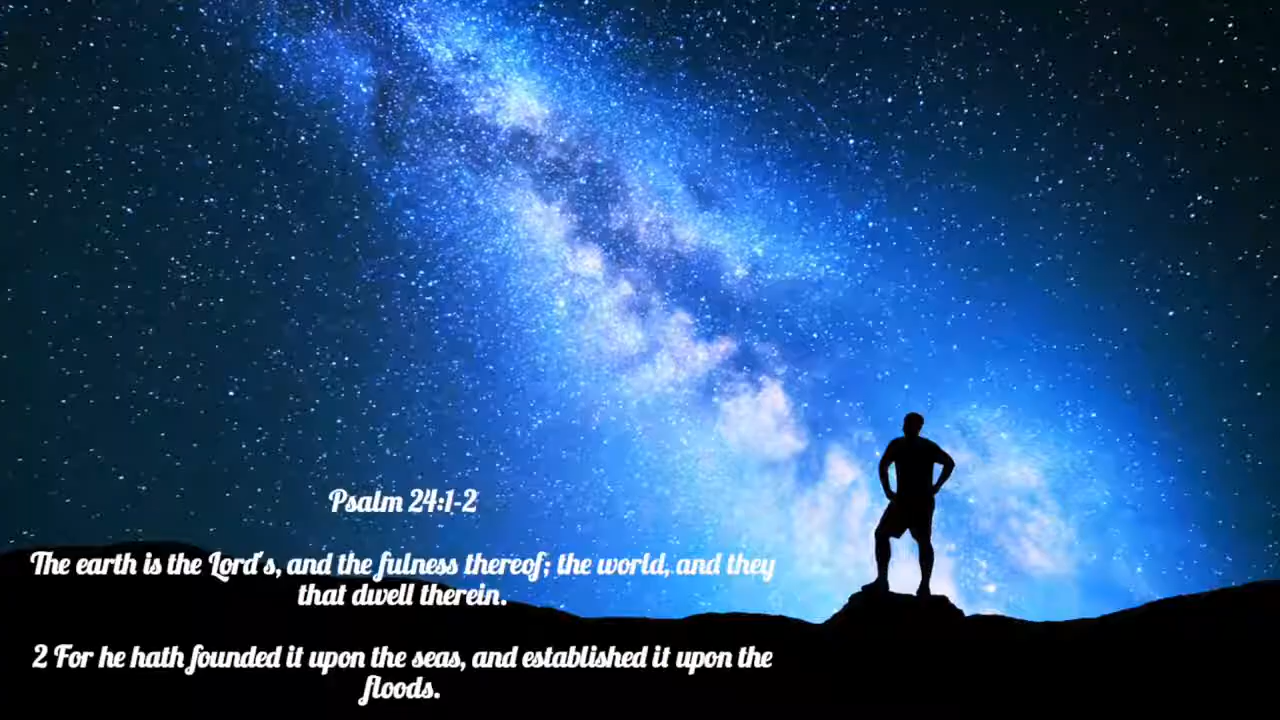 Psalm 24:1-2
The earth is the Lord's, and the fulness thereof; the world, and they
that dwell therein.
2 For he hath founded it upon the seas, and established it upon the
floods.